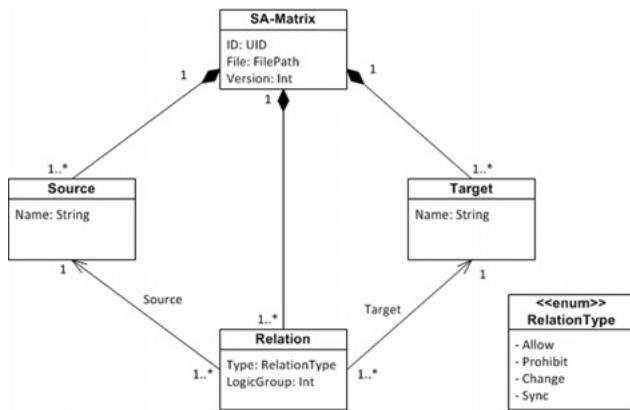 SA-Matrix
ID: UID
File: FilePath
Version: Int
1
1
1
1..*
1..*
Source
Name: String
Target
Name: String
1
1
Source
Target
1..*
Relation
Type: RelationType
LogicGroup: Int
1..*
1..*
<<enum>>
RelationType
- Allow
- Prohibit
- Change
- Sync